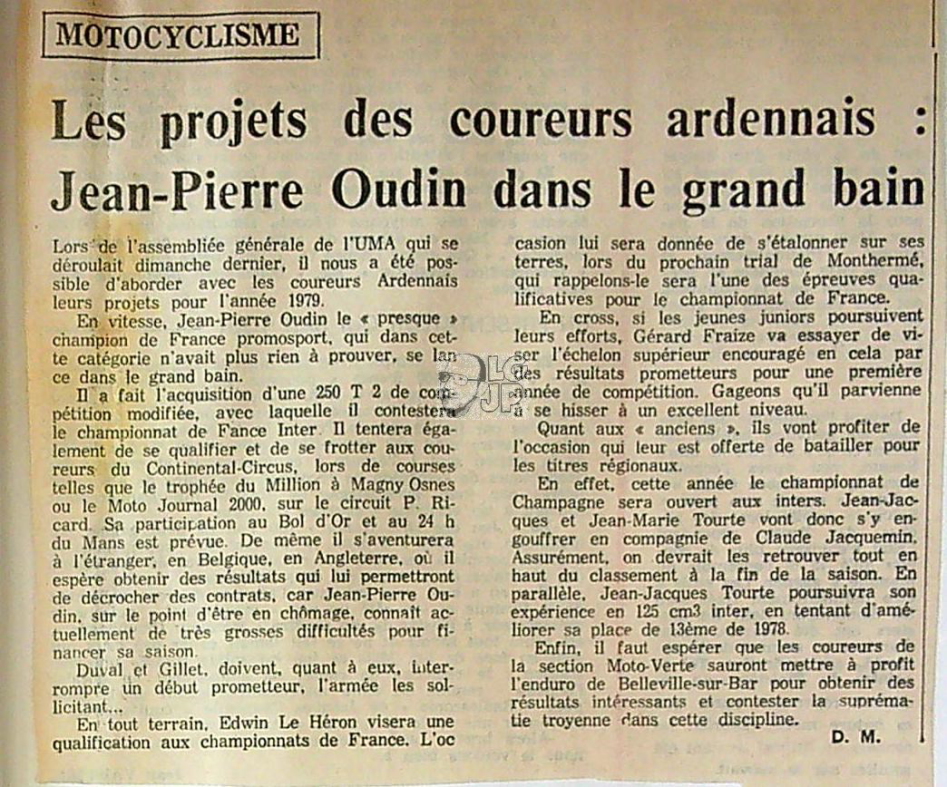 MOTOCYCLISME
Les projets des coureurs ardennais :
Jean-Pierre Oudin dans le grand bain
Lors de l'assembliée générale de l'UMA qui se
déroulait dimanche dernier, il nous a été pos-
sible d'aborder avec les coureurs Ardennais
leurs projets pour l'année 1979.
En vitesse, Jean-Pierre Oudin le « presque »
champion de France promosport, qui dans cet-
te catégorie n'avait plus rien à prouver, se lan
ce dans le grand bain.
Il a fait l'acquisition d'une 250 T 2 de com
pétition modifiée, avec laquelle il contestera
le championnat de Fance Inter. Il tentera éga-
lement de se qualifier et de se frotter aux cou-
reurs du Continental-Circus, lors de courses
telles que le trophée du Million à Magny Osnes
ou le Moto Journal 2000, sur le circuit P. Ri-
card. Sa participation au Bol d'Or et au 24 h
du Mans est prévue. De même il s'aventurera
à l'étranger, en Belgique, en Angleterre, où il
espère obtenir des résultats qui lui permettront
de décrocher des contrats, car Jean-Pierre Ou-
din, sur le point d'être en chômage, connaît ac-
tuellement de très grosses difficultés pour fi-
nancer sa saison.
Duval et Gillet, doivent, quant à eux, inter-
rompre un début prometteur, l'armée les sol-
licitant...
En tout terrain, Edwin Le Héron visera une
qualification aux championnats de France. L'oc
casion lui sera donnée de s'étalonner sur ses
terres, lors du prochain trial de Monthermé,
qui rappelons-le sera l'une des épreuves qua-
lificatives pour le championnat de France.
En cross, si les jeunes juniors poursuivent
leurs efforts, Gérard Fraize va essayer de vi-
ser l'échelon supérieur encouragé en cela par
des résultats prometteurs pour une première
année de compétition. Gageons qu'il parvienne
se hisser à un excellent niveau.
Quant aux « anciens », ils vont profiter de
l'occasion qui leur est offerte de batailler pour
les titres régionaux.
En effet, cette année le championnat de
Champagne sera ouvert aux inters. Jean-Jac-
ques et Jean-Marie Tourte vont donc s'y en-
gouffrer en compagnie de Claude Jacquemin.
Assurément, on devrait les retrouver tout en
haut du classement à la fin de la saison. En
parallèle, Jean-Jacques Tourte poursuivra son
expérience en 125 cm3 inter, en tentant d'amé-
liorer sa place de 13ème de 1978.
Enfin, il faut espérer que les coureurs de
la section Moto-Verte sauront mettre à profit
l'enduro de Belleville-sur-Bar pour obtenir des
résultats intéressants et contester la supréma-
tie troyenne dans cette discipline.
D. M.